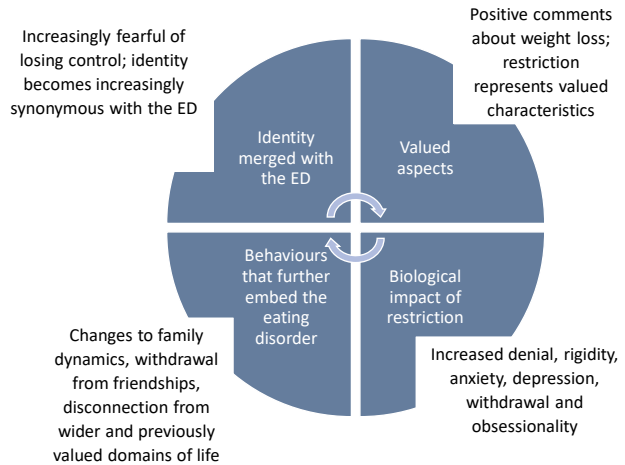 Increasingly fearful of
losing control; identity
becomes increasingly
synonymous with the ED
Positive comments
about weight loss;
restriction
represents valued
characteristics
Identity
merged with
the ED
Valued
aspects
Behaviours
that further
embed the
eating
disorder
Biological
impact of
restriction
Changes to family
dynamics, withdrawal
from friendships,
disconnection from
wider and previously
valued domains of life
Increased denial, rigidity,
anxiety, depression,
withdrawal and
obsessionality